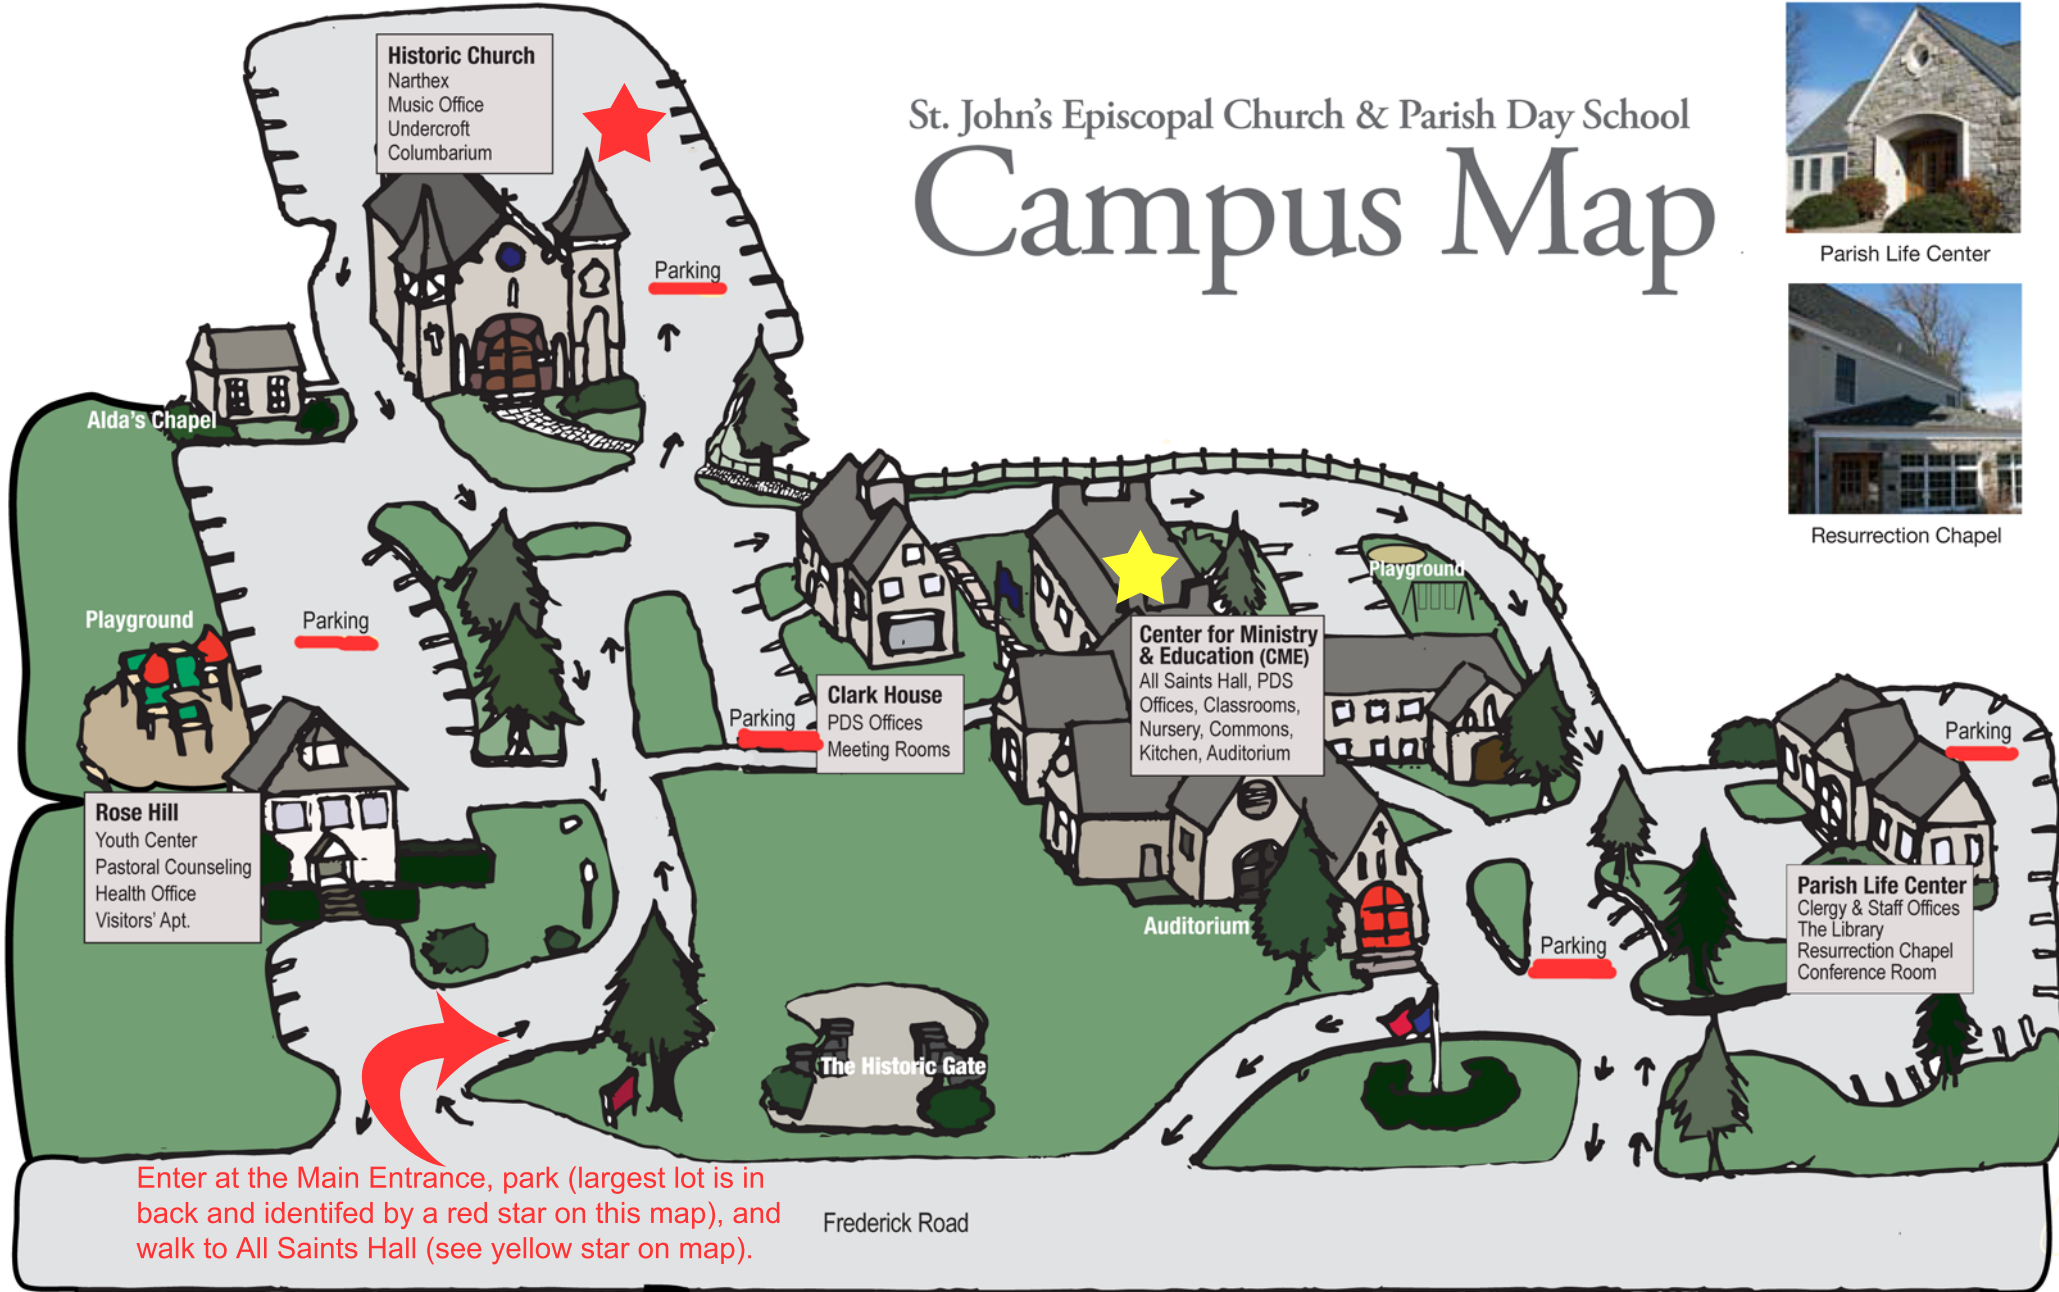 Historic Church
Narthex
Music Office
Undercroft
Columbarium
St. John's Episcopal Church & Parish Day School
Campus Map
Parish Life Center
Resurrection Chapel
Parking
Alda's Chapel
Playground
Parking
Playground
Center for Ministry
& Education (CME)
All Saints Hall, PDS
Offices, Classrooms,
Nursery, Commons,
Kitchen, Auditorium
Clark House
PDS Offices
Meeting Rooms
Parking
Parking
Rose Hill
Youth Center
Pastoral Counseling
Health Office
Visitors' Apt.
Parish Life Center
Clergy & Staff Offices
The Library
Resurrection Chapel
Conference Room
Auditorium
Parking
The Historic Gate
Enter at the Main Entrance, park (largest lot is in
back and identifed by a red star on this map), and
walk to All Saints Hall (see yellow star on map).
Frederick Road